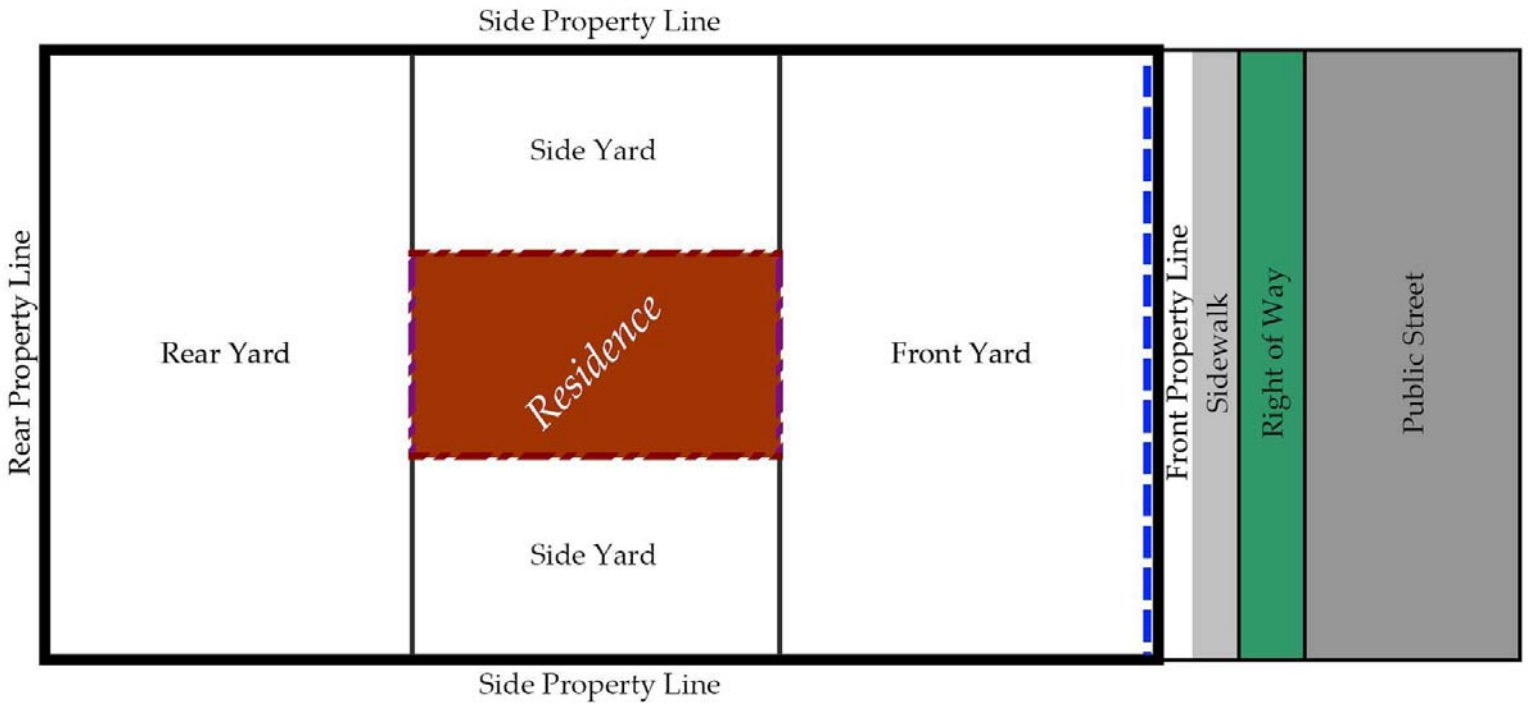 Side Property Line
Side Yard
Rear Property Line
Rear Yard
Residence
Front Yard
Front Property Line
Sidewalk
Right of Way
Public Street
Side Yard
Side Property Line